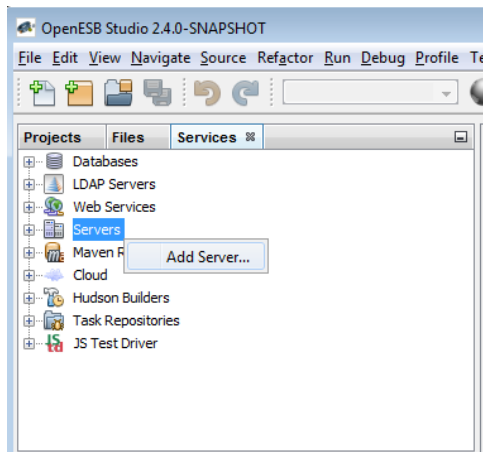 OpenESB Studio 2.4.0-SNAPSHOT
File Edit View Navigate Source Refactor Run Debug Profile
Projects Files Services
Databases
LDAP Servers
Web Services
Servers
Maven
Add Server...
Cloud
Hudson Builders
Task Repositories
JS Test Driver